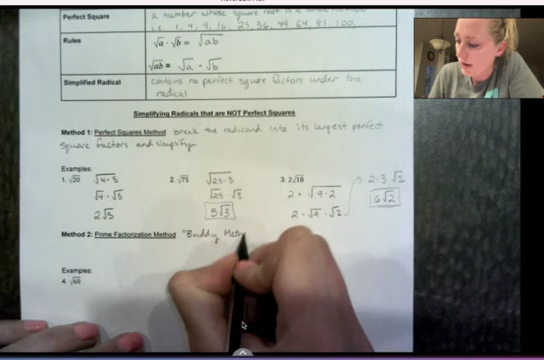 Perfect Square
a number whose square root is a whole number
i.e. 1, 4, 9, 16, 25, 36, 49, 64, 81, 100,
Rules
√a · √b = √ab
√ab = √a · √b
Simplified Radical
contains no perfect square factors under the
radical
Simplifying Radicals that are NOT Perfect Squares
Method 1: Perfect Squares Method break the radicand into its largest perfect
square factors and simplify
Examples:
1. √20 √4·5
√4 · √5
2√5
2. √75 √25·3
√25 · √3
5√3
3. 2√18
2 · √9·2
2 · √9 · √2
2·3·√2
6√2
Method 2: Prime Factorization Method "Buddy Meth
Examples:
4. √60